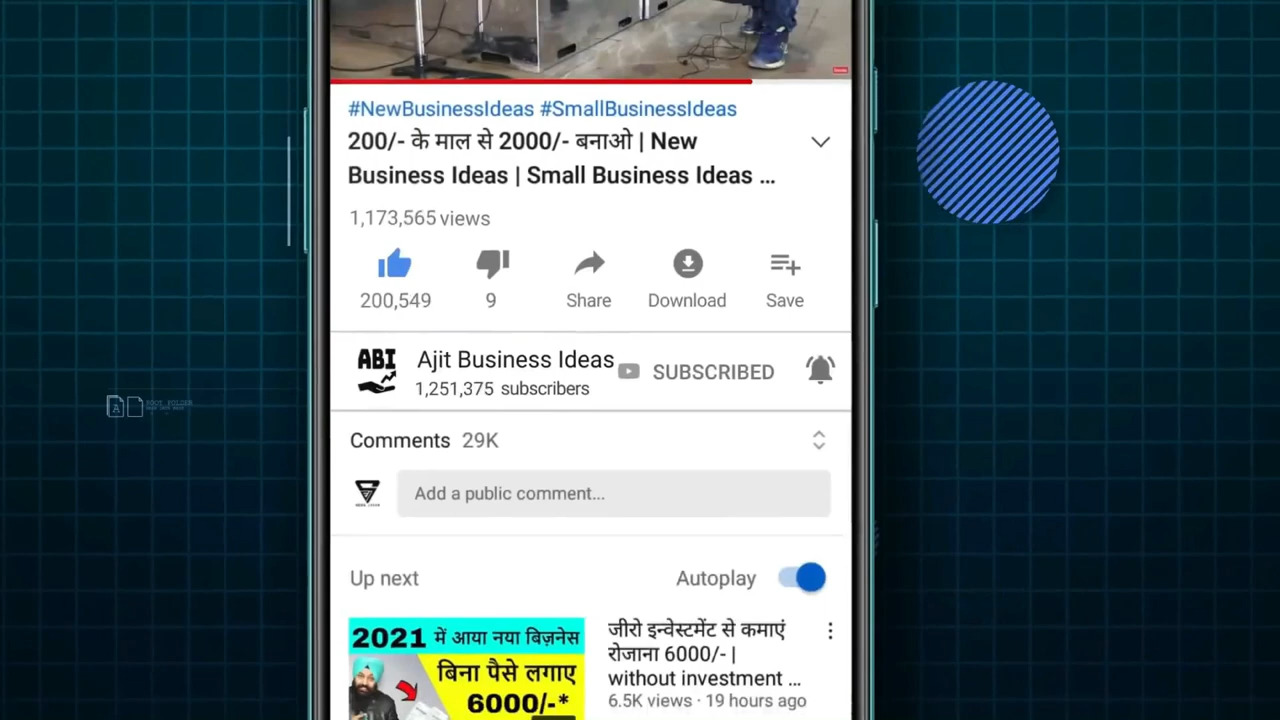 #NewBusinessIdeas #SmallBusinessIdeas
200/- के माल से 2000/- बनाओ | New
Business Ideas | Small Business Ideas ...
1,173,565 views
200,549
9
Share
Download
Save
ABI
Ajit Business Ideas
1,251,375 subscribers
SUBSCRIBED
Comments 29K
Add a public comment...
Up next
Autoplay
2021 में आया नया बिज़नेस
बिना पैसे लगाए
6000/-*
जीरो इन्वेस्टमेंट से कमाएं
रोजाना 6000/- |
without investment ...
6.5K views · 19 hours ago
A
ROOT FOLDER